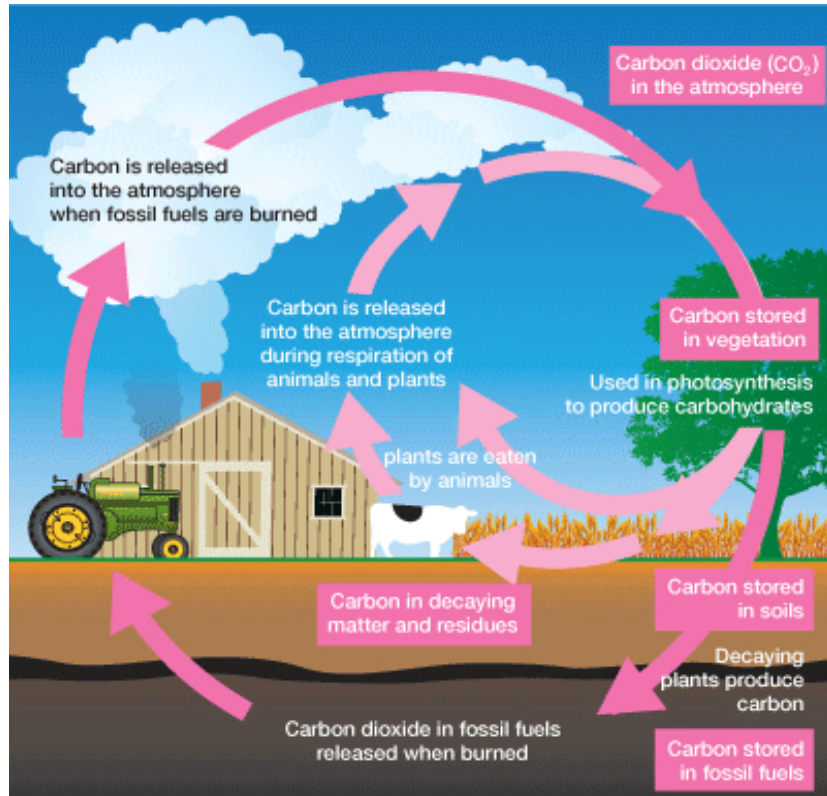 Carbon dioxide (CO₂)
in the atmosphere
Carbon is released
into the atmosphere
when fossil fuels are burned
Carbon is released
into the atmosphere
during respiration of
animals and plants
Carbon stored
in vegetation
Used in photosynthesis
to produce carbohydrates
plants are eaten
by animals
Carbon in decaying
matter and residues
Carbon stored
in soils
Decaying
plants produce
carbon
Carbon dioxide in fossil fuels
released when burned
Carbon stored
in fossil fuels